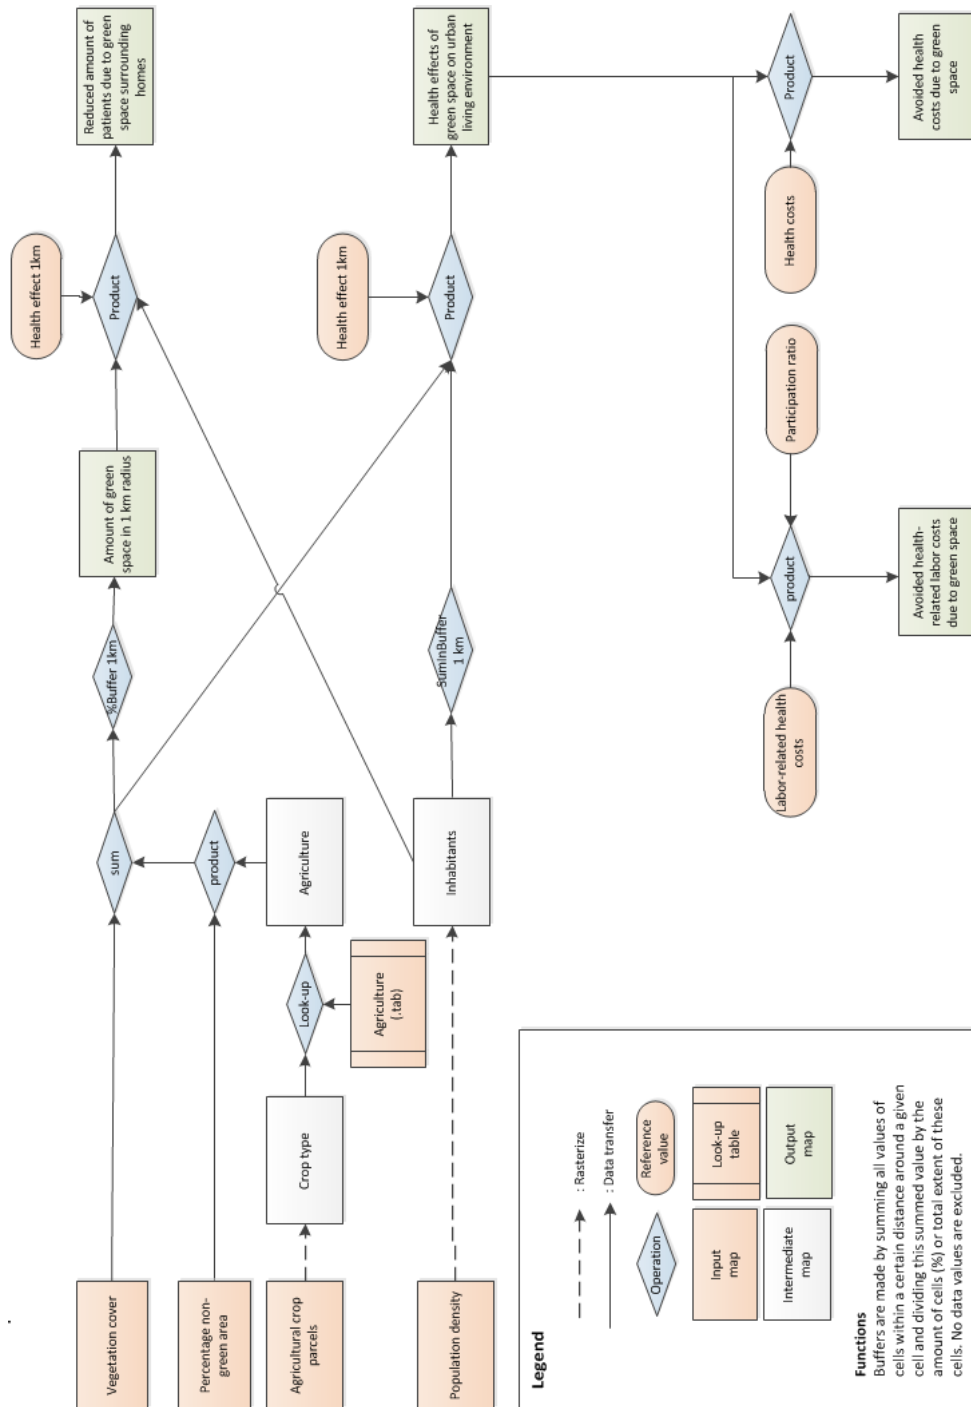 Vegetation cover
Percentage non-
green area
Agricultural crop
parcels
Population density
Crop type
Look-up
Agriculture
(.tab)
Agriculture
product
sum
Inhabitants
%Buffer 1km
SumInBuffer
1 km
Amount of green
space in 1 km radius
Health effect 1km
Product
Reduced amount of
patients due to green
space surrounding
homes
Health effect 1km
Product
Health effects of
green space on urban
living environment
Labor-related health
costs
product
Participation ratio
Avoided health-
related labor costs
due to green space
Health costs
Product
Avoided health
costs due to green
space
Legend
: Rasterize
: Data transfer
Operation
Reference
value
Input
map
Look-up
table
Intermediate
map
Output
map
Functions
Buffers are made by summing all values of
cells within a certain distance around a given
cell and dividing this summed value by the
amount of cells (%) or total extent of these
cells. No data values are excluded.